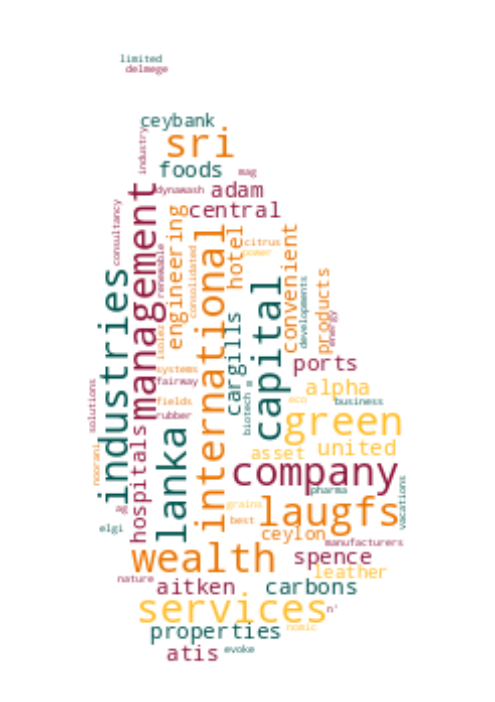 limited
delmege
ceybank
industry
sri
foods
mag
dynawash
adam
management
central
consultancy
engineering
international
hotel
citrus
power
convenient
renewable
consolidated
industries
capital
developments
products
energy
cargills
isolez
ports
systems
fairway
alpha
solutions
biotech
eco
business
fields
rubber
green
hospitals
lanka
noorani
asset
united
company
pharma
vacations
ag
grains
laugfs
elgi
best
ceylon
manufacturers
wealth
spence
leather
nature
aitken
carbons
services
n'
properties
nomic
atis
evoke